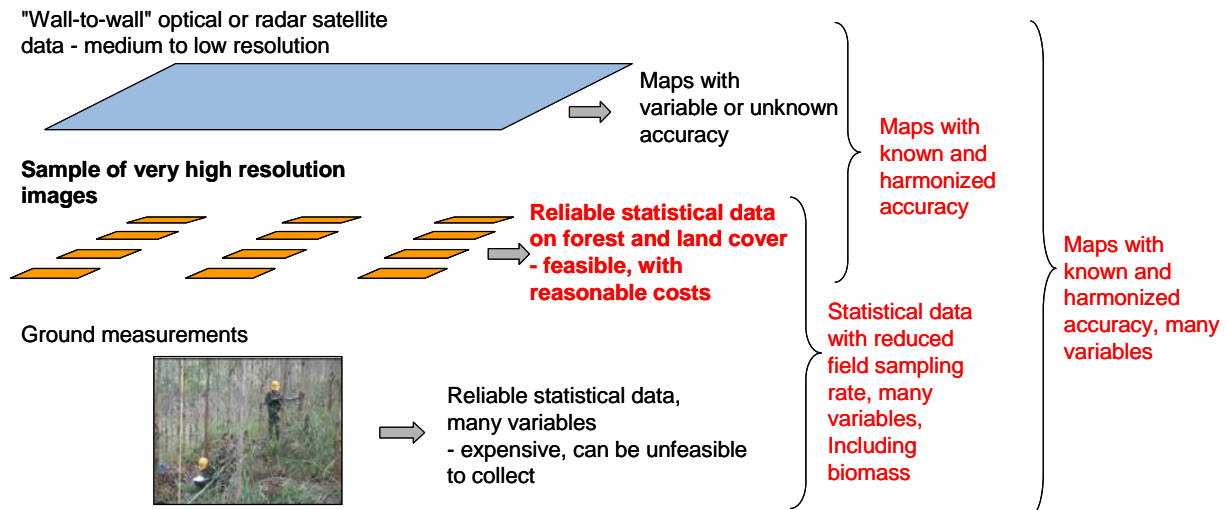 "Wall-to-wall" optical or radar satellite
data - medium to low resolution
Maps with
variable or unknown
accuracy
Sample of very high resolution
images
Reliable statistical data
on forest and land cover
- feasible, with
reasonable costs
Ground measurements
Reliable statistical data,
many variables
- expensive, can be unfeasible
to collect
Maps with
known and
harmonized
accuracy
Statistical data
with reduced
field sampling
rate, many
variables,
Including
biomass
Maps with
known and
harmonized
accuracy, many
variables